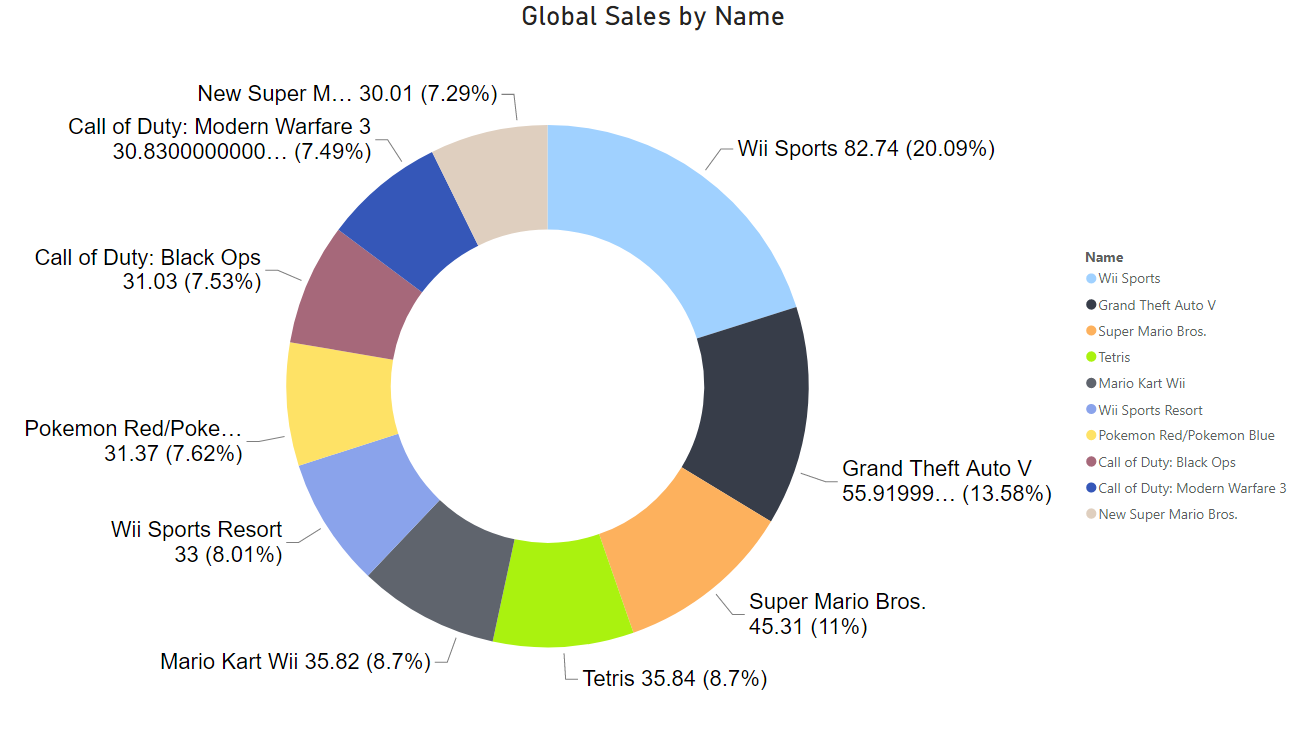 Global Sales by Name
New Super M... 30.01 (7.29%)
Call of Duty: Modern Warfare 3
30.8300000000... (7.49%)
Wii Sports 82.74 (20.09%)
Call of Duty: Black Ops
31.03 (7.53%)
Pokemon Red/Poke...
31.37 (7.62%)
Grand Theft Auto V
55.91999... (13.58%)
Wii Sports Resort
33 (8.01%)
Super Mario Bros.
45.31 (11%)
Mario Kart Wii 35.82 (8.7%)
Tetris 35.84 (8.7%)
Name
Wii Sports
Grand Theft Auto V
Super Mario Bros.
Tetris
Mario Kart Wii
Wii Sports Resort
Pokemon Red/Pokemon Blue
Call of Duty: Black Ops
Call of Duty: Modern Warfare 3
New Super Mario Bros.